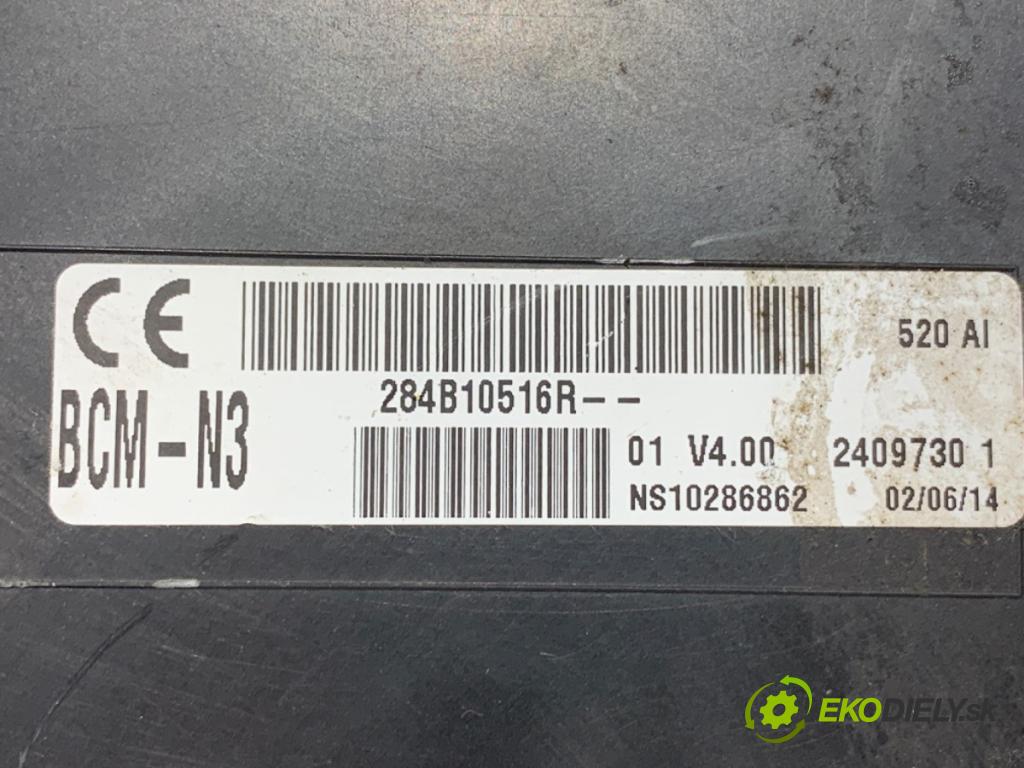 CE
520 AI
284B10516R--
BCM-N3
01 V4.00 2409730 1
NS10286862 02/06/14
EKODIELY.sk